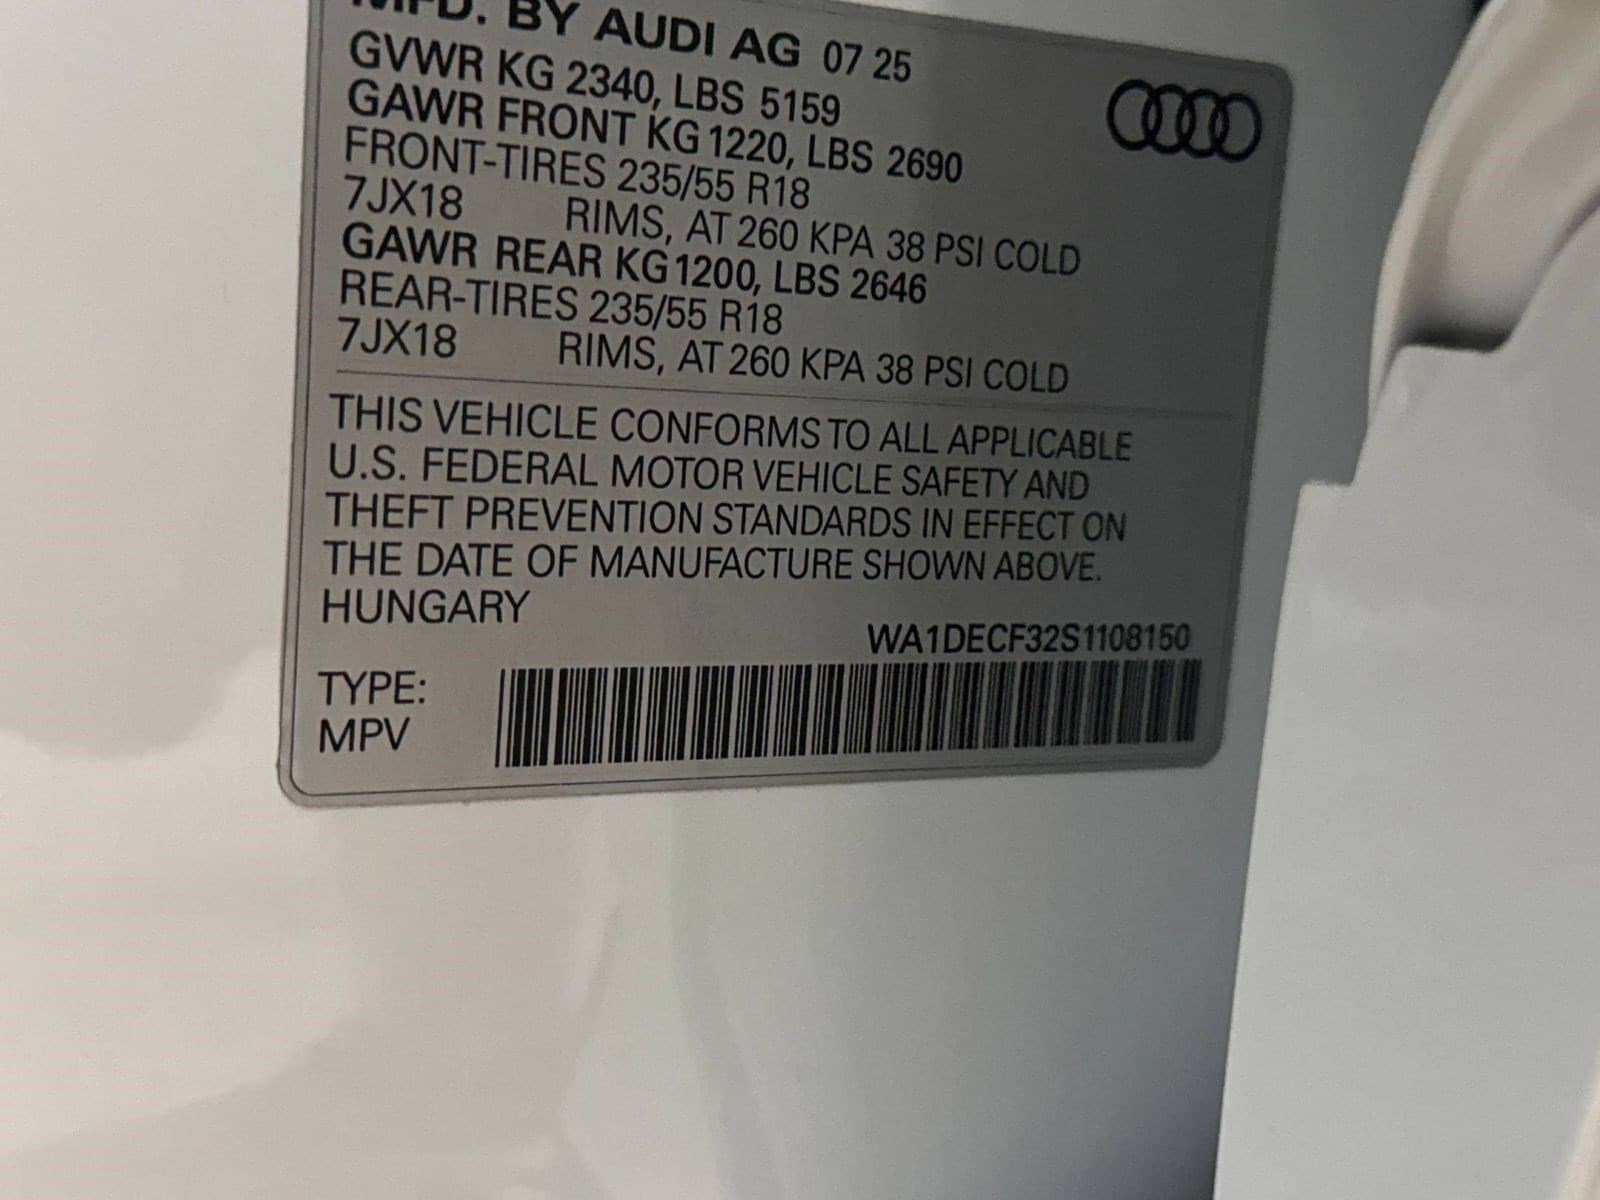 MFD. BY AUDI AG 07 25
GVWR KG 2340, LBS 5159
GAWR FRONT KG 1220, LBS 2690
FRONT-TIRES 235/55 R18
7JX18 RIMS, AT 260 KPA 38 PSI COLD
GAWR REAR KG 1200, LBS 2646
REAR-TIRES 235/55 R18
7JX18 RIMS, AT 260 KPA 38 PSI COLD
THIS VEHICLE CONFORMS TO ALL APPLICABLE
U.S. FEDERAL MOTOR VEHICLE SAFETY AND
THEFT PREVENTION STANDARDS IN EFFECT ON
THE DATE OF MANUFACTURE SHOWN ABOVE.
HUNGARY
WA1DECF32S1108150
TYPE:
MPV